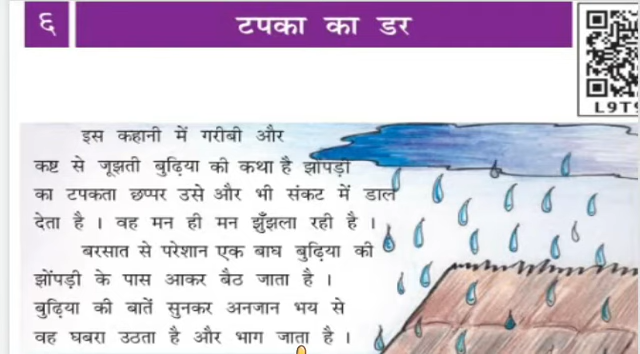 ६
टपका का डर
L9T9
इस कहानी में गरीबी और
कष्ट से जूझती बुढ़िया की कथा है झोंपड़ी
का टपकता छप्पर उसे और भी संकट में डाल
देता है । वह मन ही मन झुँझला रही है ।
बरसात से परेशान एक बाघ बुढ़िया की
झोंपड़ी के पास आकर बैठ जाता है ।
बुढ़िया की बातें सुनकर अनजान भय से
वह घबरा उठता है और भाग जाता है ।